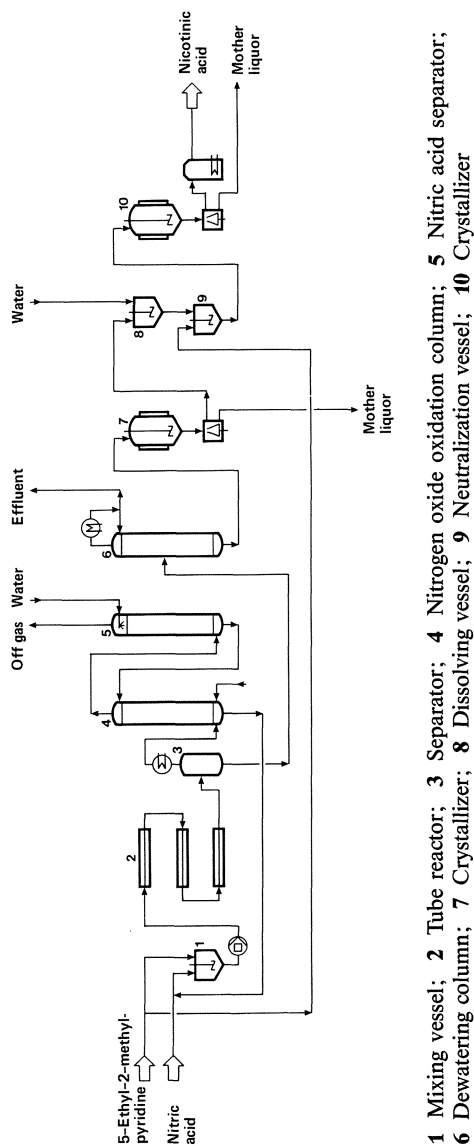 5-Ethyl-2-methyl-
pyridine
Nitric
acid
1
2
3
4
5
6
7
8
9
10
Off gas
Water
Effluent
Water
Mother
liquor
Nicotinic
acid
Mother
liquor
1 Mixing vessel; 2 Tube reactor; 3 Separator; 4 Nitrogen oxide oxidation column; 5 Nitric acid separator;
6 Dewatering column; 7 Crystallizer; 8 Dissolving vessel; 9 Neutralization vessel; 10 Crystallizer